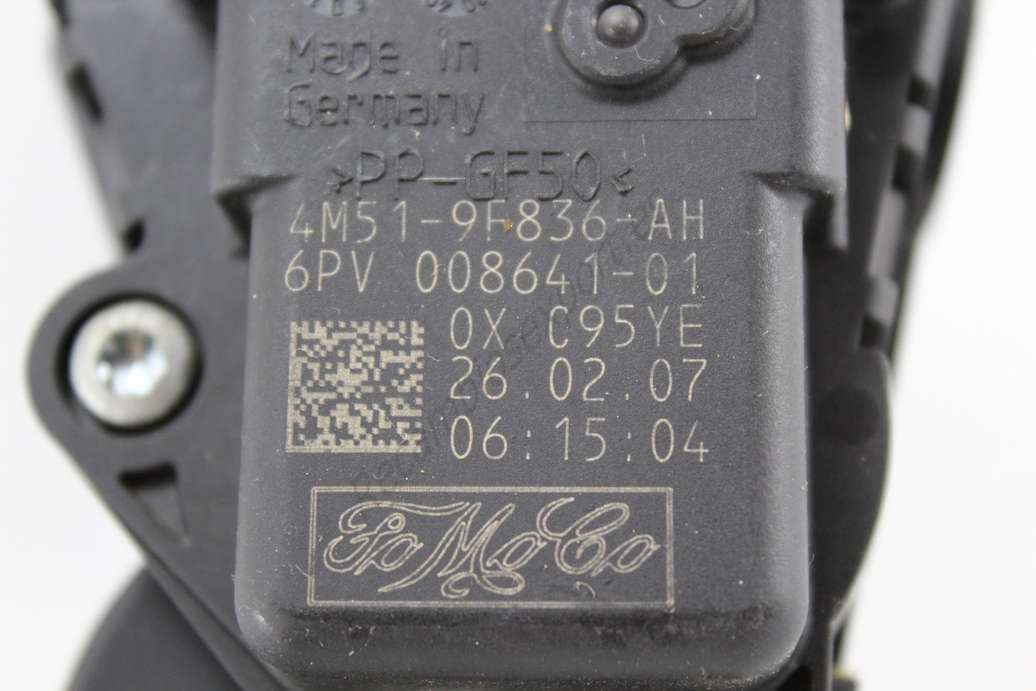 Made in
Germany
>PP-GF50<
4M51-9F836-AH
6PV 008641-01
0X C95YE
26.02.07
06:15:04
FoMoCo